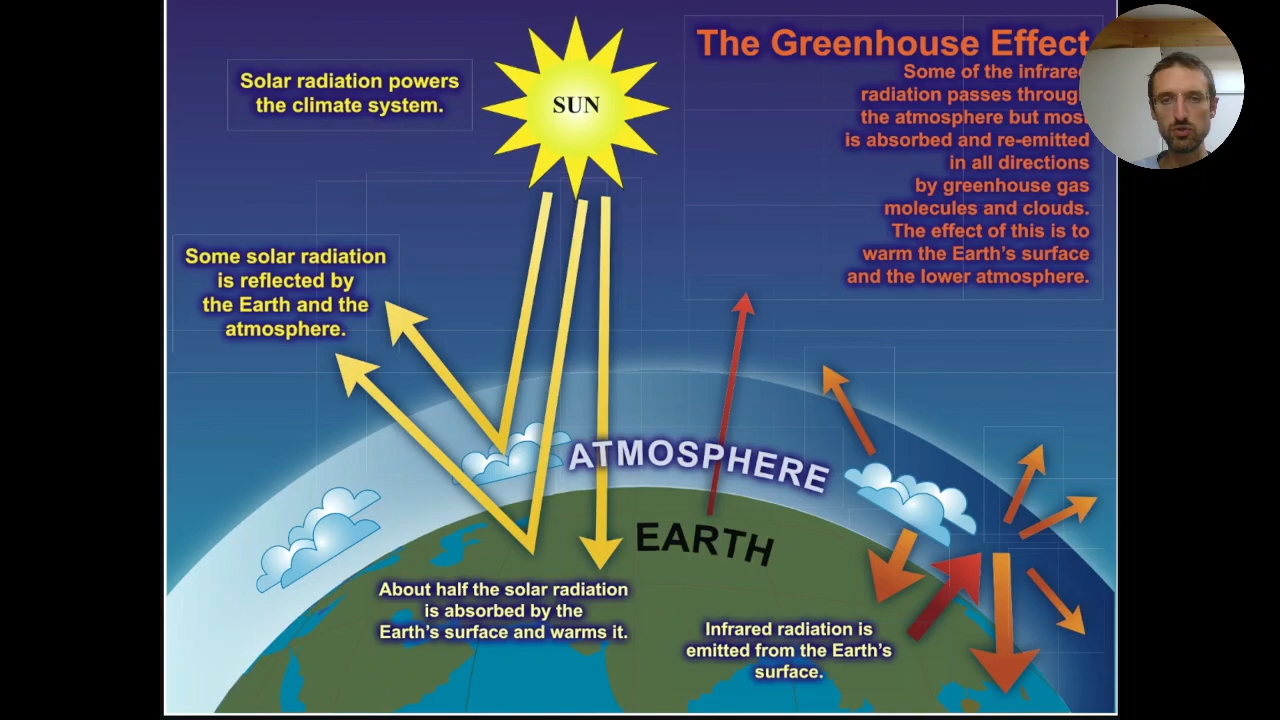 The Greenhouse Effect
Some of the infrared
radiation passes through
the atmosphere but most
is absorbed and re-emitted
in all directions
by greenhouse gas
molecules and clouds.
The effect of this is to
warm the Earth's surface
and the lower atmosphere.
Solar radiation powers
the climate system.
SUN
Some solar radiation
is reflected by
the Earth and the
atmosphere.
ATMOSPHERE
EARTH
About half the solar radiation
is absorbed by the
Earth's surface and warms it.
Infrared radiation is
emitted from the Earth's
surface.